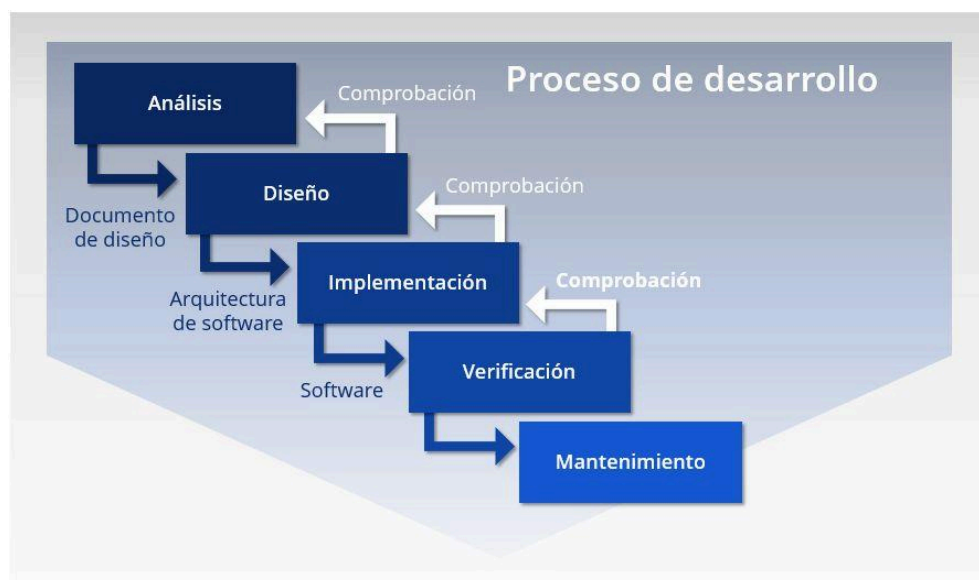 Proceso de desarrollo
Análisis
Comprobación
Diseño
Documento
de diseño
Comprobación
Implementación
Arquitectura
de software
Comprobación
Verificación
Software
Mantenimiento